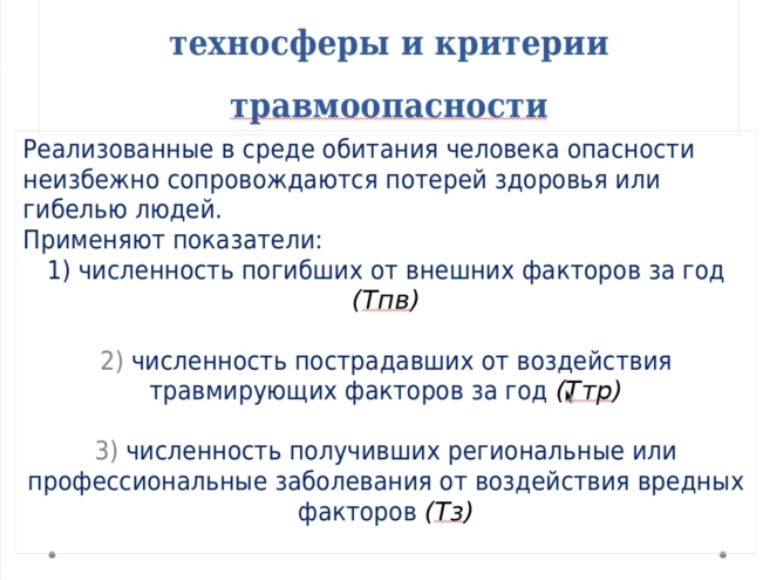 техносферы и критерии
травмоопасности
Реализованные в среде обитания человека опасности
неизбежно сопровождаются потерей здоровья или
гибелью людей.
Применяют показатели:
1) численность погибших от внешних факторов за год
(Тпв)
2) численность пострадавших от воздействия
травмирующих факторов за год (Ттр)
3) численность получивших региональные или
профессиональные заболевания от воздействия вредных
факторов (Тз)